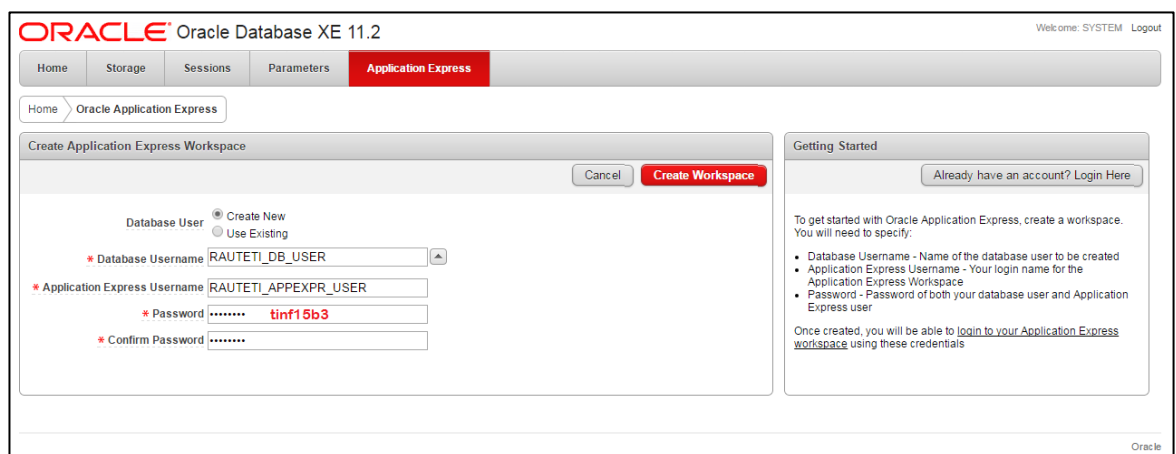 ORACLE® Oracle Database XE 11.2
Welcome: SYSTEM Logout
Home Storage Sessions Parameters Application Express
Home Oracle Application Express
Create Application Express Workspace
Cancel Create Workspace
Database User
Create New
Use Existing
* Database Username RAUTETI_DB_USER
* Application Express Username RAUTETI_APPEXPR_USER
* Password •••••••• tinf15b3
* Confirm Password ••••••••
Getting Started
Already have an account? Login Here
To get started with Oracle Application Express, create a workspace.
You will need to specify:
• Database Username - Name of the database user to be created
• Application Express Username - Your login name for the
Application Express Workspace
• Password - Password of both your database user and Application
Express user
Once created, you will be able to login to your Application Express
workspace using these credentials
Oracle